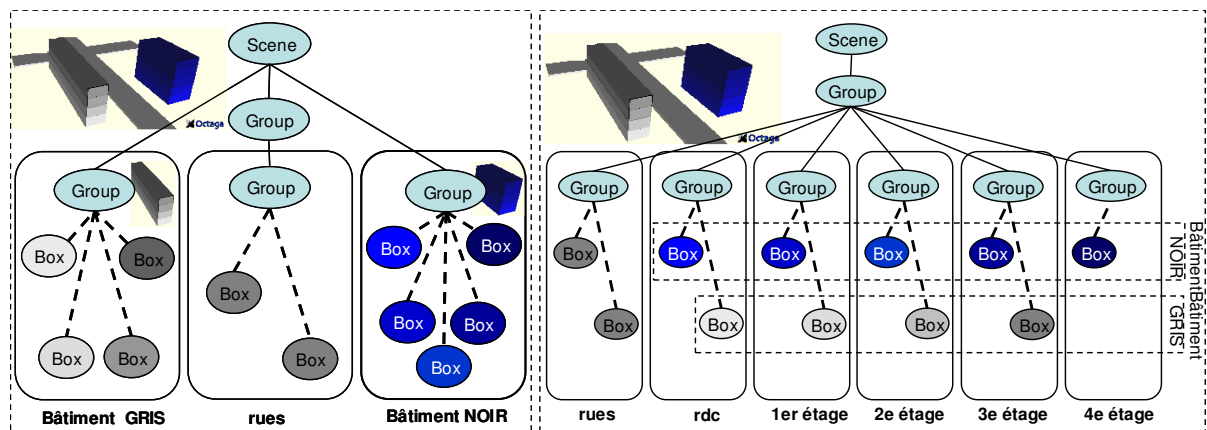 Scene
Group
Octaga
Group
Group
Group
Box
Box
Box
Box
Box
Box
Box
Box
Box
Box
Box
Bâtiment GRIS
rues
Bâtiment NOIR
Scene
Group
Octaga
Group
Group
Group
Group
Group
Group
Box
Box
Box
Box
Box
Box
Box
Box
Box
Box
Box
Bâtiment
NOIR
Bâtiment
GRIS
rues
rdc
1er étage
2e étage
3e étage
4e étage